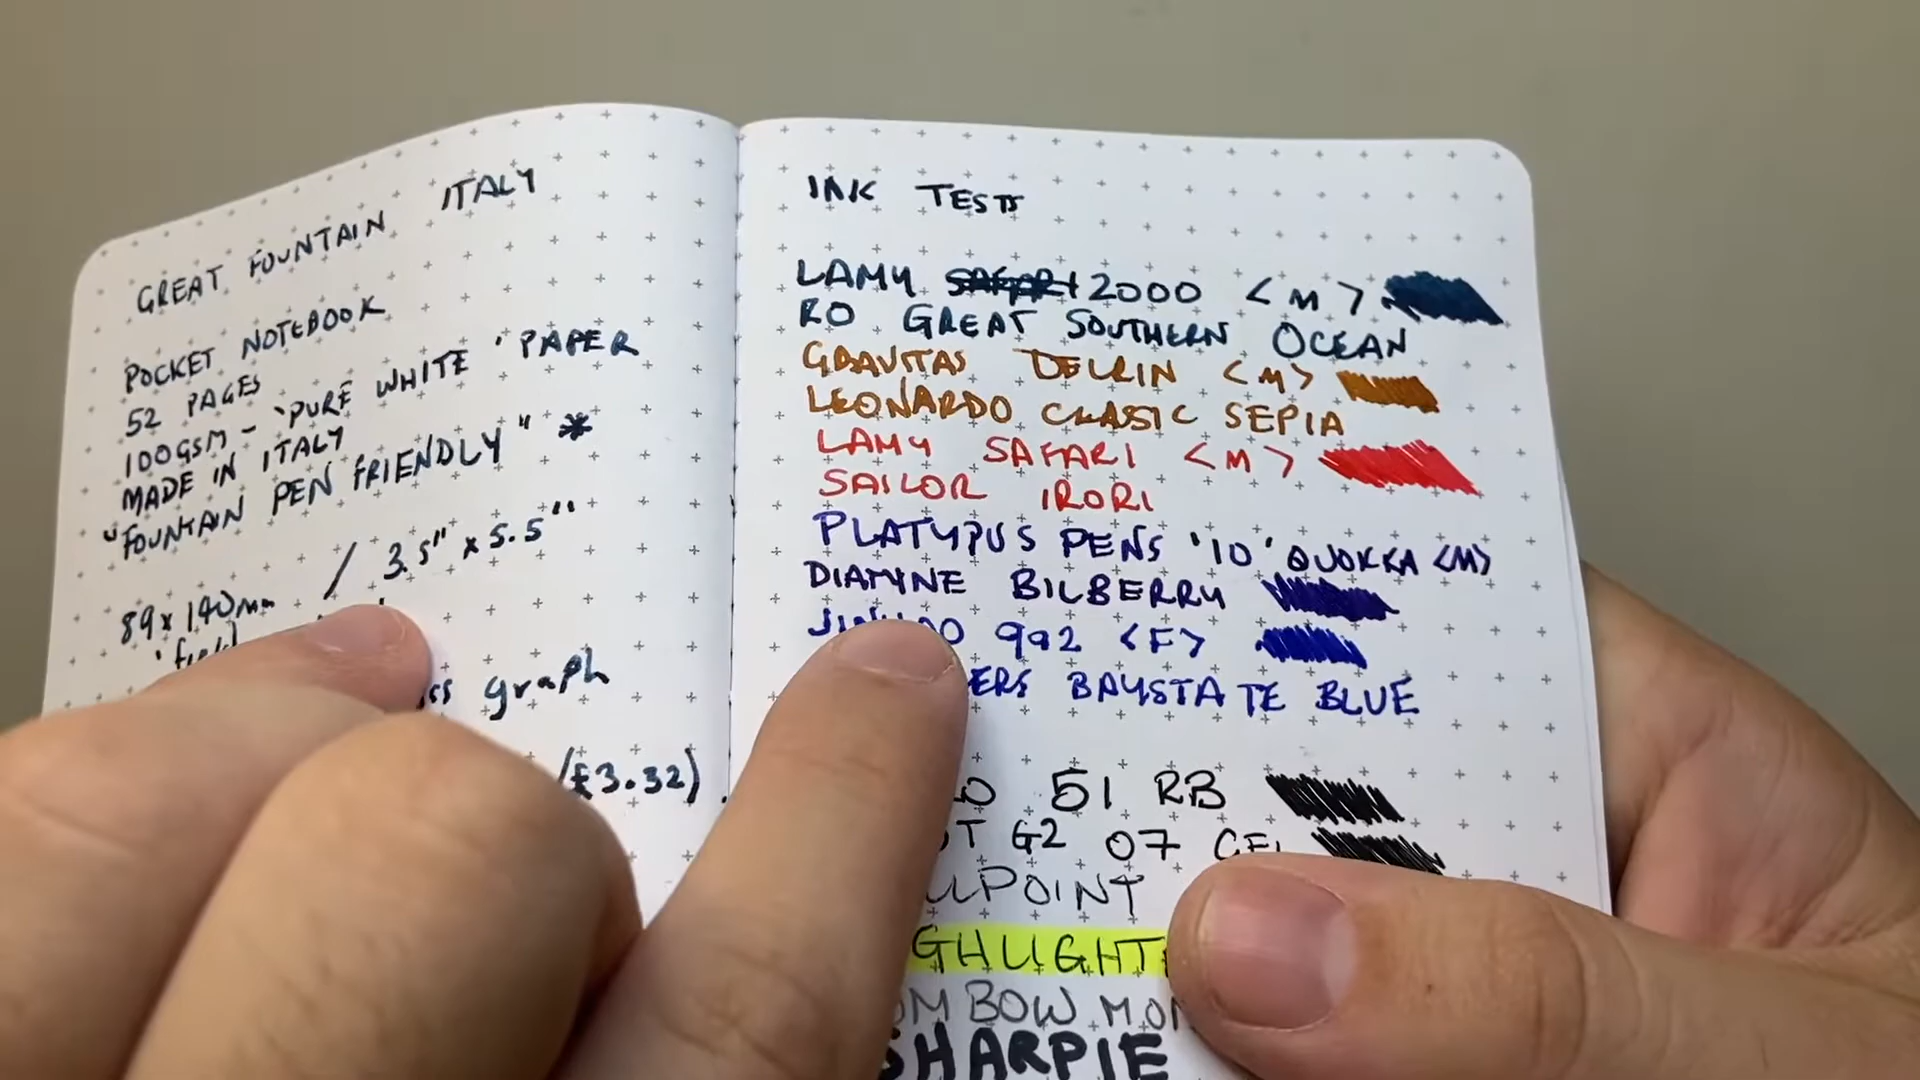 GREAT FOUNTAIN ITALY
POCKET NOTEBOOK
52 PAGES
100GSM - 'PURE WHITE' PAPER
MADE IN ITALY
"FOUNTAIN PEN FRIENDLY" *
89 x 140mm / 3.5" x 5.5"
graph
(£3.32)
INK TESTS
LAMY SAFARI 2000 <M>
RO GREAT SOUTHERN OCEAN
GRAVITAS DELRIN <M>
LEONARDO CLASSIC SEPIA
LAMY SAFARI <M>
SAILOR IRORI
PLATYPUS PENS '10' QUOKKA <M>
DIAMINE BILBERRY
992 <F>
BAYSTATE BLUE
51 RB
G2 07
SHARPIE